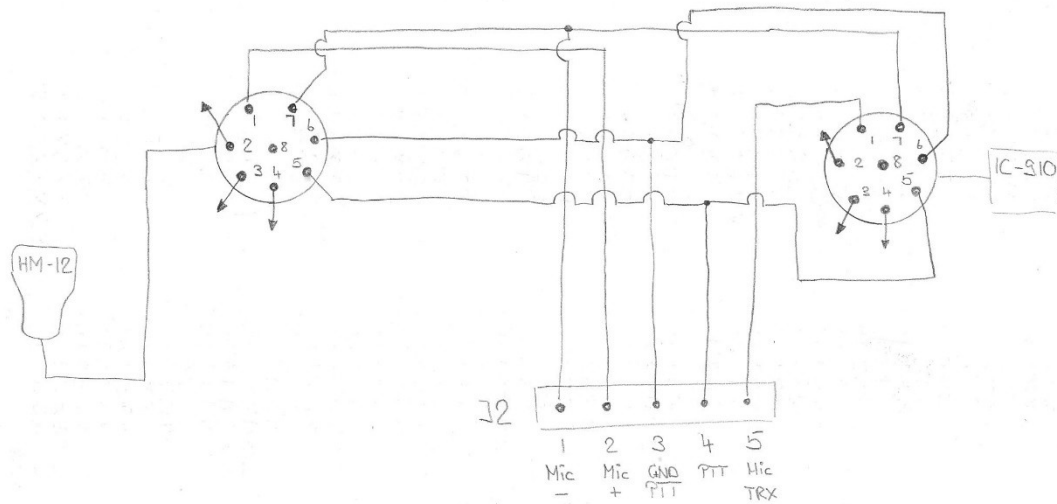 1 7
2 8 6
3 4 5
1 7
2 8 6
3 4 5
IC-910
HM-12
J2
1 2 3 4 5
Mic Mic GND PTT Mic
- + PTT TRX